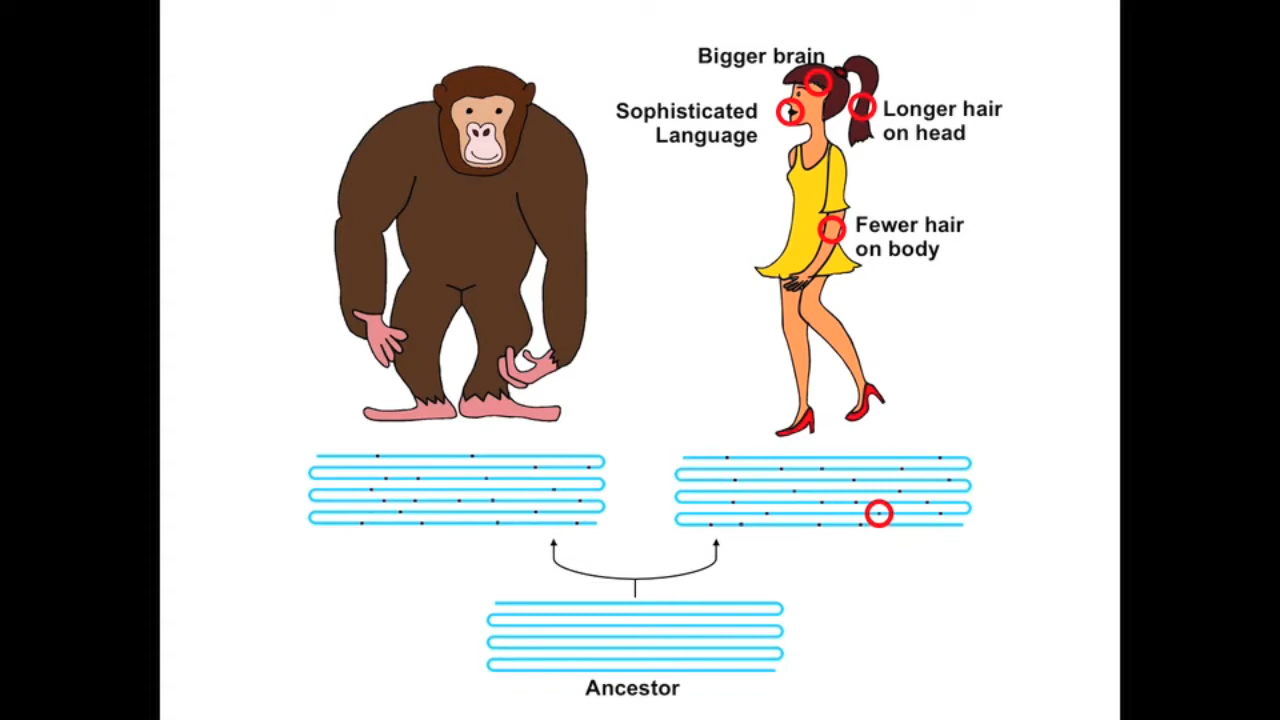 Bigger brain
Sophisticated
Language
Longer hair
on head
Fewer hair
on body
Ancestor